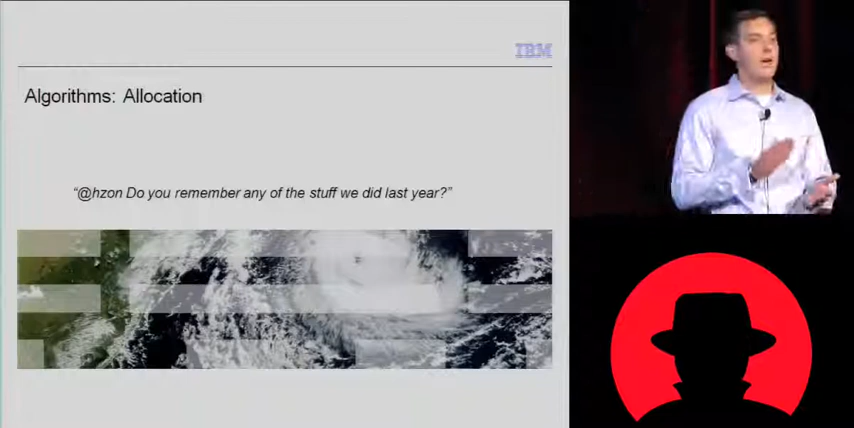 IBM
Algorithms: Allocation
“@hzon Do you remember any of the stuff we did last year?”